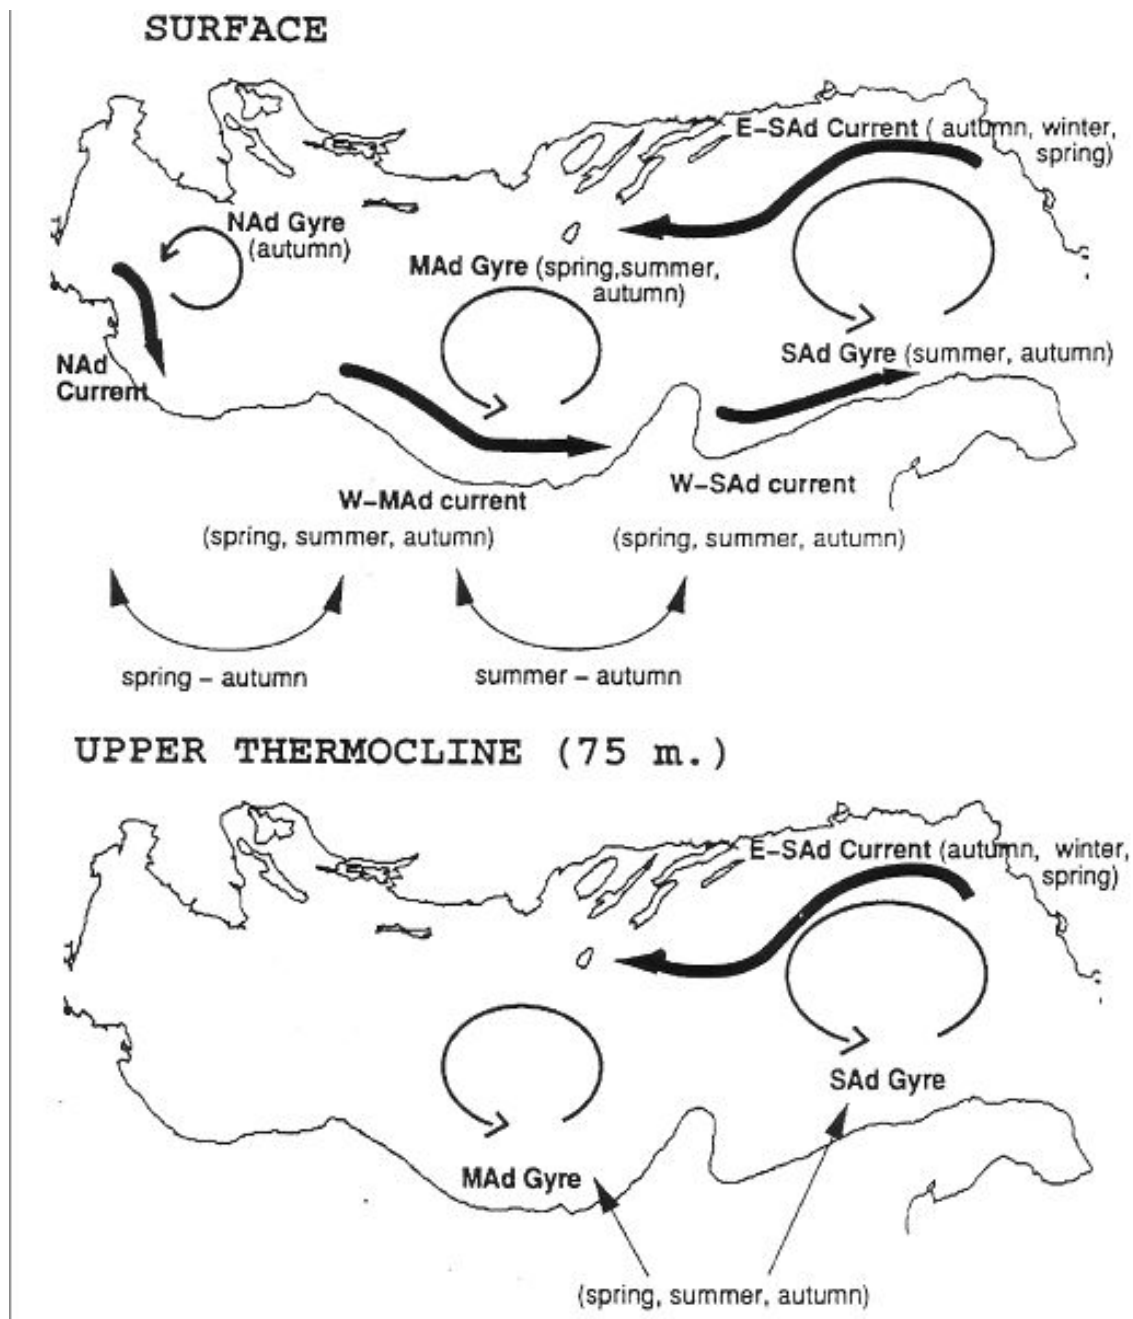 SURFACE
E-SAd Current ( autumn, winter,
spring)
NAd Gyre
(autumn)
MAd Gyre (spring,summer,
autumn)
NAd
Current
SAd Gyre (summer, autumn)
W-MAd current
(spring, summer, autumn)
W-SAd current
(spring, summer, autumn)
spring - autumn
summer - autumn
UPPER THERMOCLINE (75 m.)
E-SAd Current (autumn, winter,
spring)
SAd Gyre
MAd Gyre
(spring, summer, autumn)